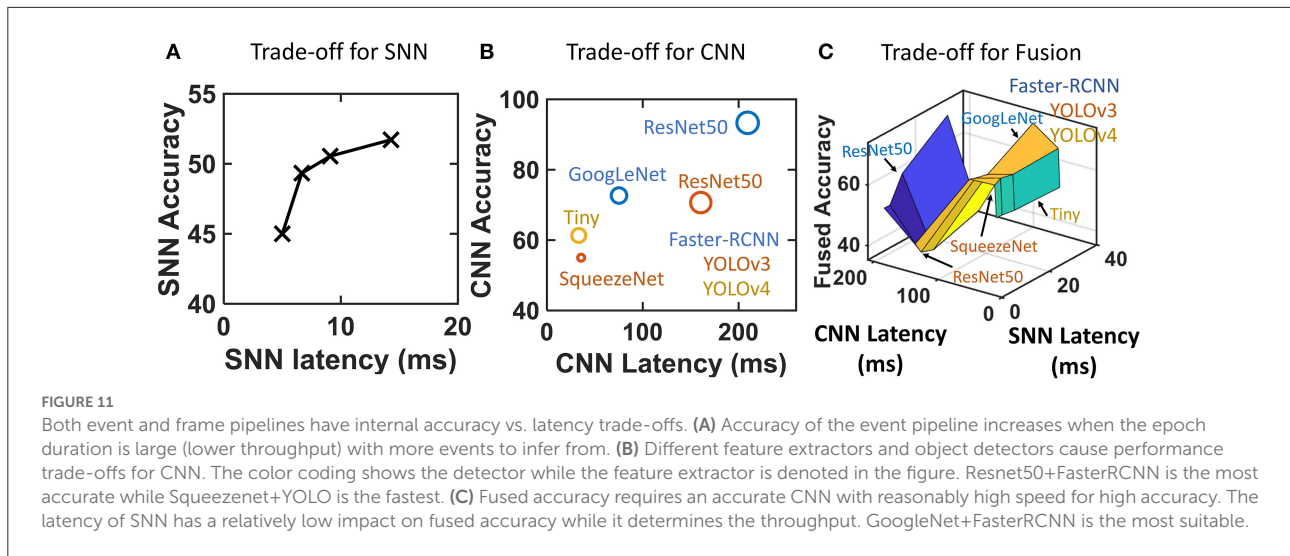 A Trade-off for SNN
55
50
45
40
0 10 20
SNN Accuracy
SNN latency (ms)
B Trade-off for CNN
100
80
60
40
0 100 200
CNN Accuracy
CNN Latency (ms)
ResNet50
GoogLeNet
ResNet50
Tiny
SqueezeNet
Faster-RCNN
YOLOv3
YOLOv4
C Trade-off for Fusion
Faster-RCNN
YOLOv3
YOLOv4
GoogLeNet
ResNet50
Tiny
SqueezeNet
ResNet50
Fused Accuracy
60
40
200
100
0
0
20
40
CNN Latency
(ms)
SNN Latency
(ms)
FIGURE 11
Both event and frame pipelines have internal accuracy vs. latency trade-offs. (A) Accuracy of the event pipeline increases when the epoch
duration is large (lower throughput) with more events to infer from. (B) Different feature extractors and object detectors cause performance
trade-offs for CNN. The color coding shows the detector while the feature extractor is denoted in the figure. Resnet50+FasterRCNN is the most
accurate while Squeezenet+YOLO is the fastest. (C) Fused accuracy requires an accurate CNN with reasonably high speed for high accuracy. The
latency of SNN has a relatively low impact on fused accuracy while it determines the throughput. GoogleNet+FasterRCNN is the most suitable.